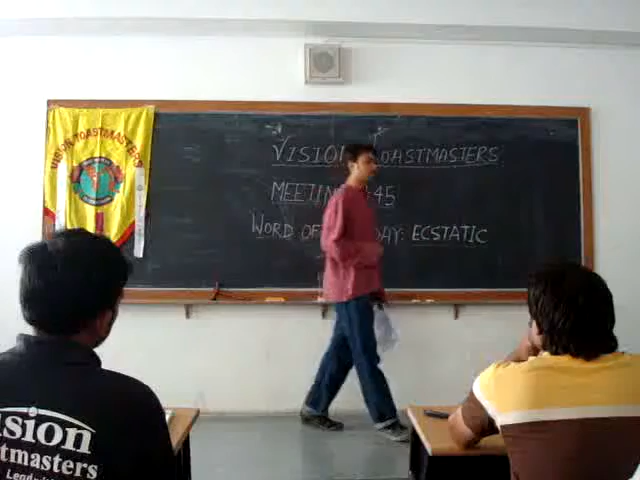 VISION TOASTMASTERS
VISION TOASTMASTERS
MEETING 45
WORD OF DAY: ECSTATIC
ision
tmasters